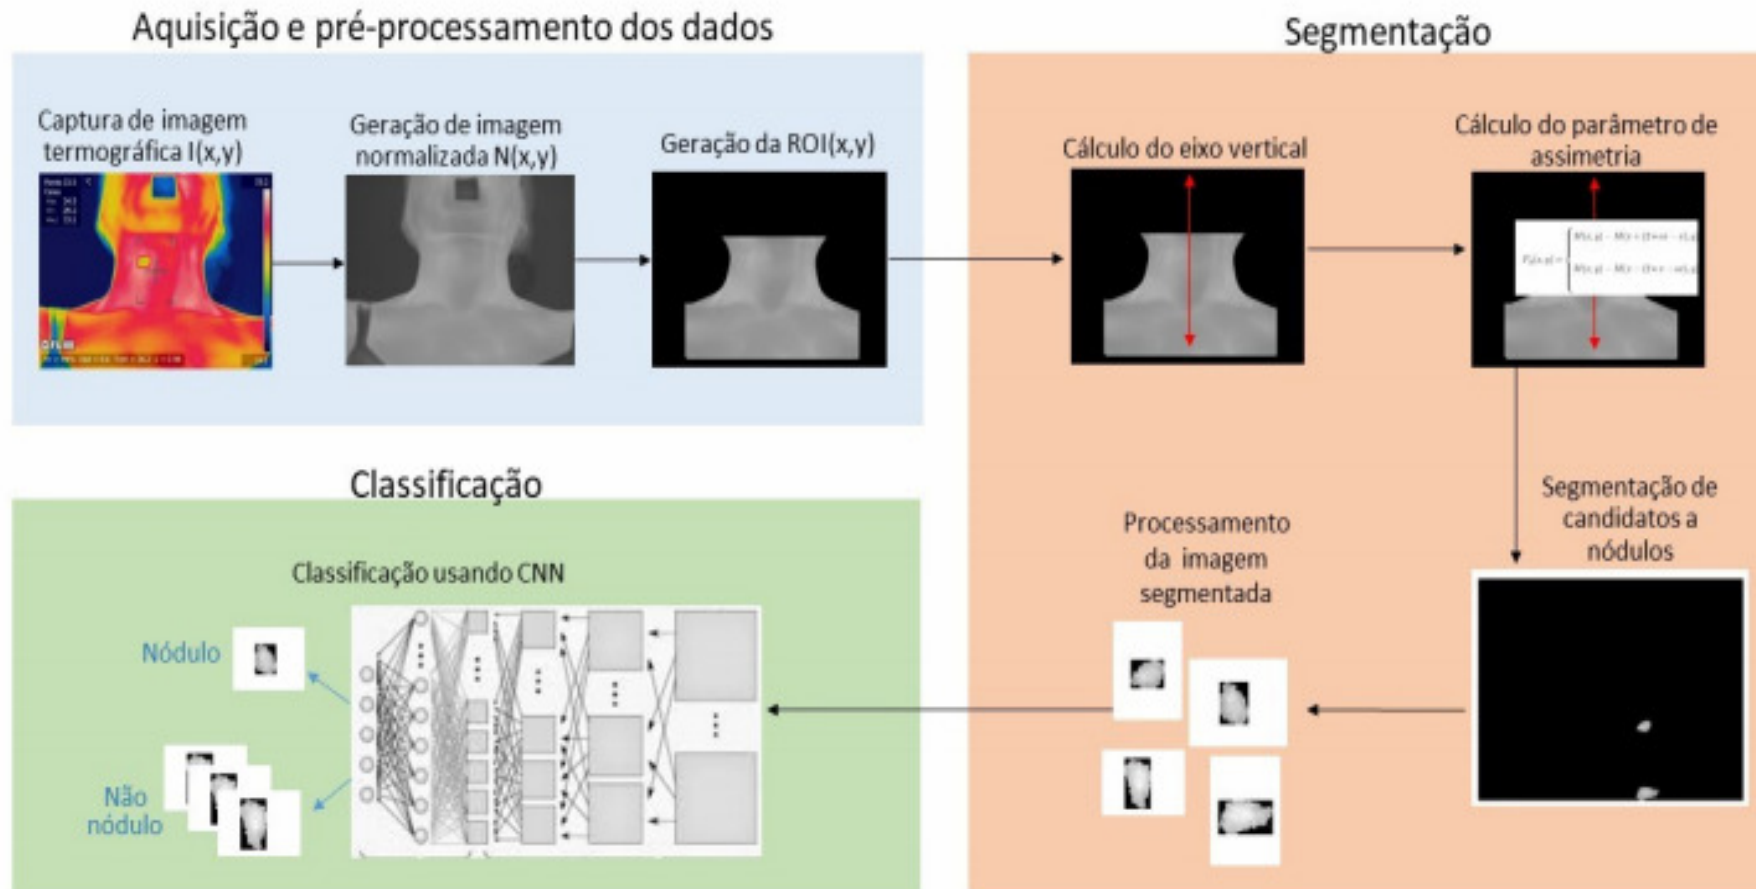 Aquisição e pré-processamento dos dados
Captura de imagem
termográfica I(x,y)
Geração de imagem
normalizada N(x,y)
Geração da ROI(x,y)
Segmentação
Cálculo do eixo vertical
Cálculo do parâmetro de
assimetria
Segmentação de
candidatos a
nódulos
Processamento
da imagem
segmentada
Classificação
Classificação usando CNN
Nódulo
Não
nódulo